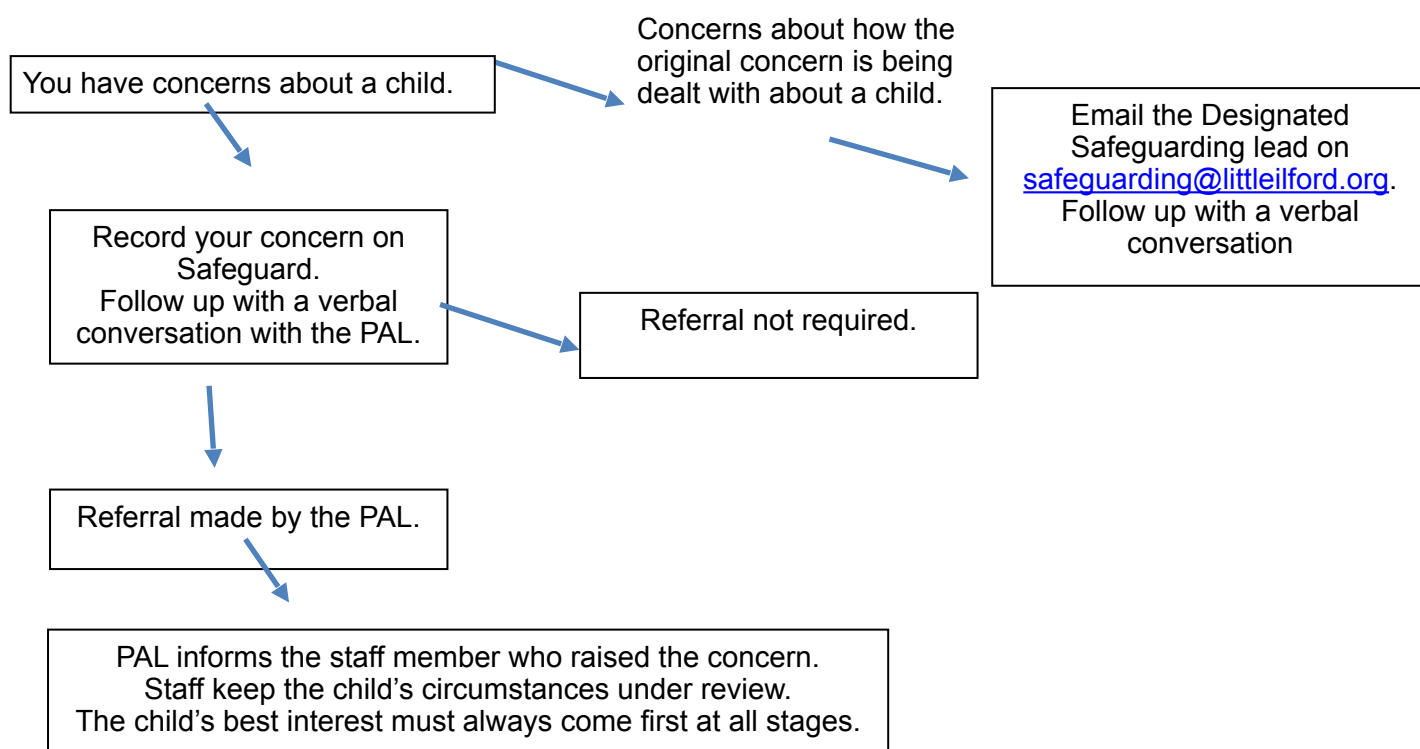 You have concerns about a child.
Concerns about how the
original concern is being
dealt with about a child.
Email the Designated
Safeguarding lead on
safeguarding@littleilford.org.
Follow up with a verbal
conversation
Record your concern on
Safeguard.
Follow up with a verbal
conversation with the PAL.
Referral not required.
Referral made by the PAL.
PAL informs the staff member who raised the concern.
Staff keep the child’s circumstances under review.
The child’s best interest must always come first at all stages.